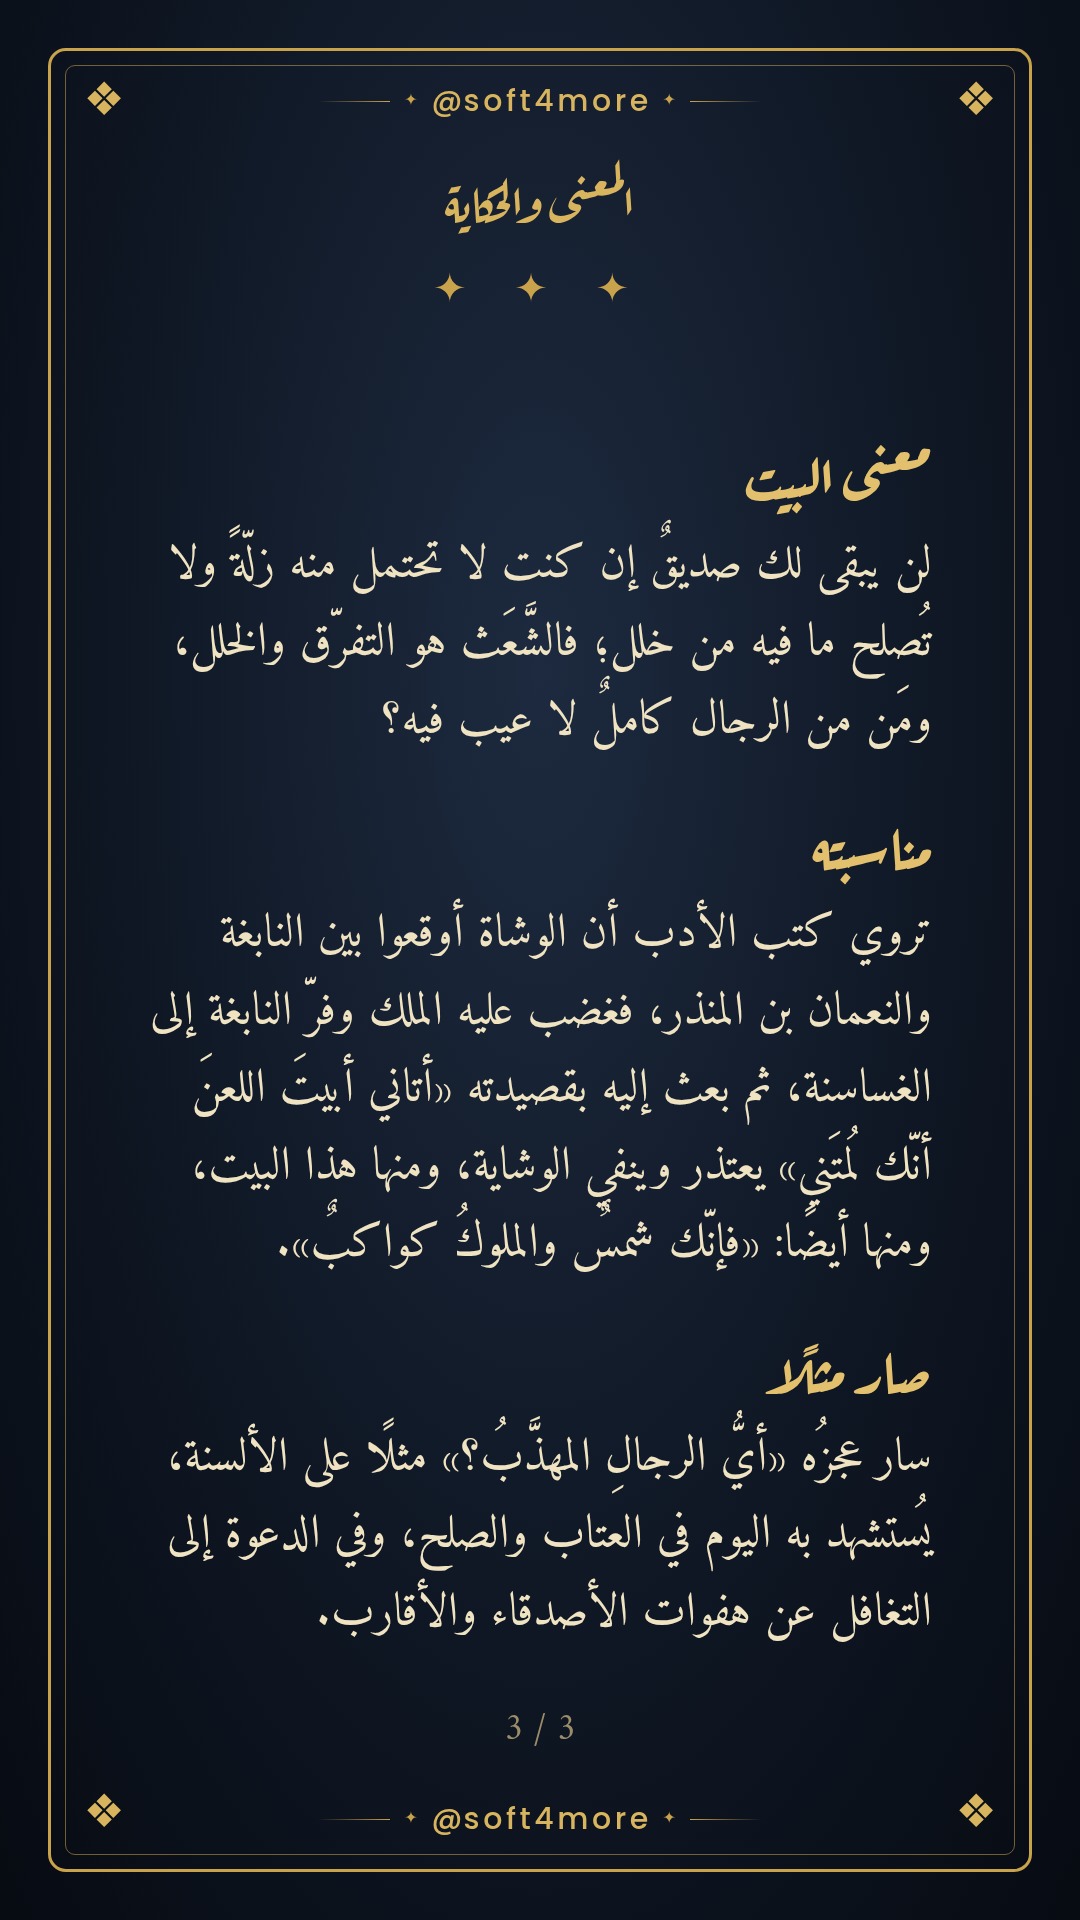 @soft4more
المعنى والحكاية
معنى البيت
لن يبقى لك صديقٌ إن كنت لا تحتمل منه زلّةً ولا
تُصلح ما فيه من خلل؛ فالشَّعَث هو التفرّق والخلل،
ومَن من الرجال كاملٌ لا عيب فيه؟
مناسبته
تروي كتب الأدب أن الوشاة أوقعوا بين النابغة
والنعمان بن المنذر، فغضب عليه الملك وفرّ النابغة إلى
الغساسنة، ثم بعث إليه بقصيدته «أتاني أبيتَ اللعنَ
أنّك لُمتَني» يعتذر وينفي الوشاية، ومنها هذا البيت،
ومنها أيضًا: «فإنّك شمسٌ والملوكُ كواكبٌ».
صار مثلًا
سار عجزُه «أيُّ الرجالِ المهذَّبُ؟» مثلًا على الألسنة،
يُستشهد به اليوم في العتاب والصلح، وفي الدعوة إلى
التغافل عن هفوات الأصدقاء والأقارب.
3 / 3
@soft4more